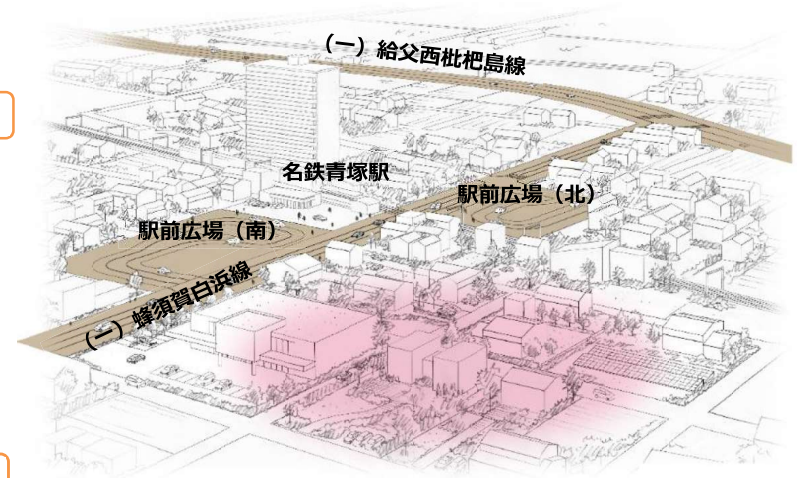 （一）給父西枇杷島線
名鉄青塚駅
駅前広場（北）
駅前広場（南）
（一）蜂須賀白浜線